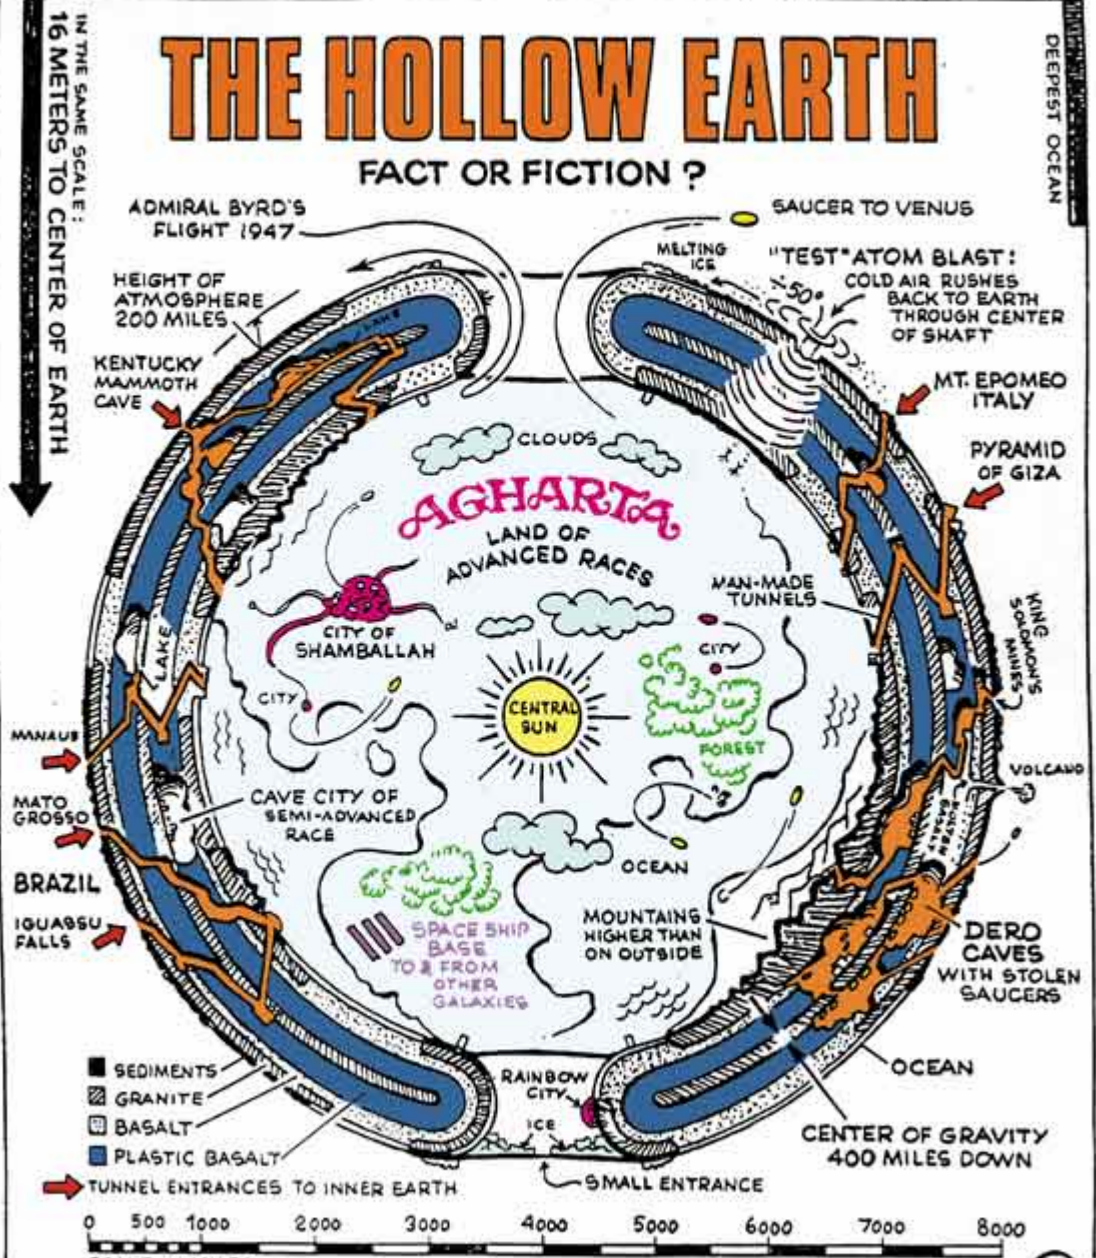 IN THE SAME SCALE:
16 METERS TO CENTER OF EARTH
DEEPEST OCEAN
THE HOLLOW EARTH
FACT OR FICTION ?
ADMIRAL BYRD'S
FLIGHT 1947
SAUCER TO VENUS
MELTING
ICE
"TEST" ATOM BLAST:
COLD AIR RUSHES
BACK TO EARTH
THROUGH CENTER
OF SHAFT
-50°
HEIGHT OF
ATMOSPHERE
200 MILES
LAKE
KENTUCKY
MAMMOTH
CAVE
MT. EPOMEO
ITALY
PYRAMID
OF GIZA
CLOUDS
AGHARTA
LAND OF
ADVANCED RACES
MAN-MADE
TUNNELS
CITY OF
SHAMBALLAH
CITY
CITY
KING
SOLOMON'S
MINES
LAKE
CENTRAL
SUN
FOREST
MANAUS
VOLCANO
MOLTEN
BASALT
MATO
GROSSO
CAVE CITY OF
SEMI-ADVANCED
RACE
OCEAN
BRAZIL
IGUASSU
FALLS
SPACE SHIP
BASE
TO & FROM
OTHER
GALAXIES
MOUNTAINS
HIGHER THAN
ON OUTSIDE
DERO
CAVES
WITH STOLEN
SAUCERS
OCEAN
SEDIMENTS
GRANITE
BASALT
PLASTIC BASALT
TUNNEL ENTRANCES TO INNER EARTH
RAINBOW
CITY
ICE
SMALL ENTRANCE
CENTER OF GRAVITY
400 MILES DOWN
0 500 1000 2000 3000 4000 5000 6000 7000 8000